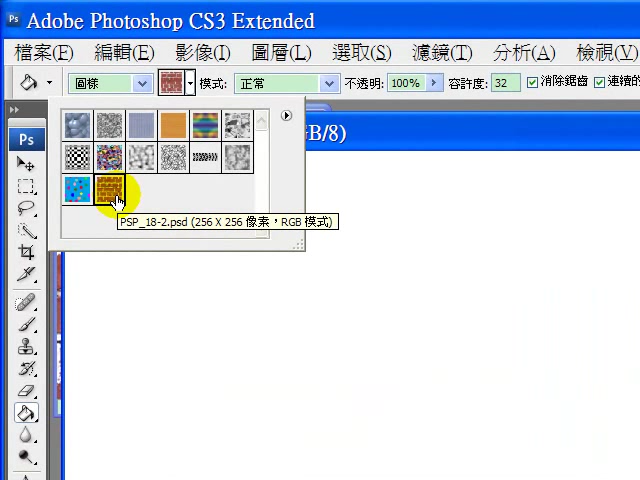 Ps Adobe Photoshop CS3 Extended
檔案(F) 編輯(E) 影像(I) 圖層(L) 選取(S) 濾鏡(T) 分析(A) 檢視(V)
圖樣 模式: 正常 不透明: 100% 容許度: 32 消除鋸齒 連續的
GB/8)
Ps
PSP_18-2.psd (256 X 256 像素,RGB 模式)